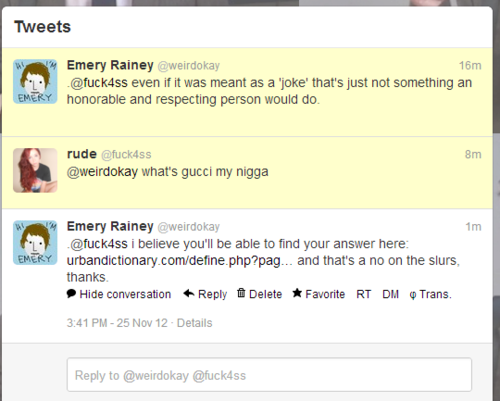 Tweets
HI I'M EMERY
Emery Rainey @weirdokay 16m
.@fuck4ss even if it was meant as a 'joke' that's just not something an
honorable and respecting person would do.
rude @fuck4ss 8m
@weirdokay what's gucci my nigga
HI I'M EMERY
Emery Rainey @weirdokay 1m
.@fuck4ss i believe you'll be able to find your answer here:
urbandictionary.com/define.php?pag… and that's a no on the slurs,
thanks.
Hide conversation Reply Delete Favorite RT DM φ Trans.
3:41 PM - 25 Nov 12 · Details
Reply to @weirdokay @fuck4ss